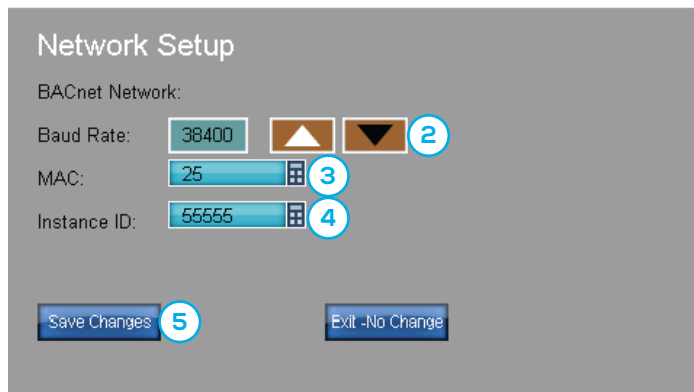 Network Setup
BACnet Network:
Baud Rate: 38400 2
MAC: 25 3
Instance ID: 55555 4
Save Changes 5 Exit -No Change